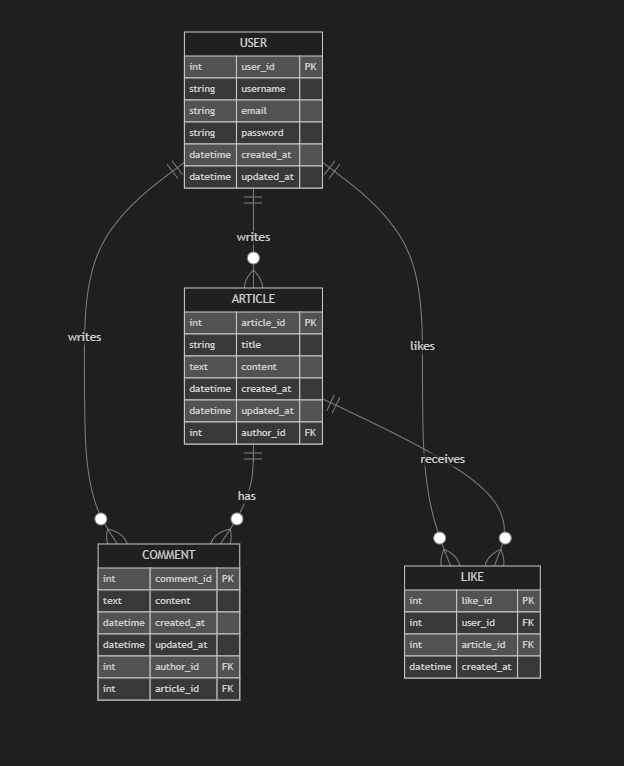 USER
int user_id PK
string username
string email
string password
datetime created_at
datetime updated_at
writes
ARTICLE
int article_id PK
string title
text content
datetime created_at
datetime updated_at
int author_id FK
writes
likes
receives
has
COMMENT
int comment_id PK
text content
datetime created_at
datetime updated_at
int author_id FK
int article_id FK
LIKE
int like_id PK
int user_id FK
int article_id FK
datetime created_at